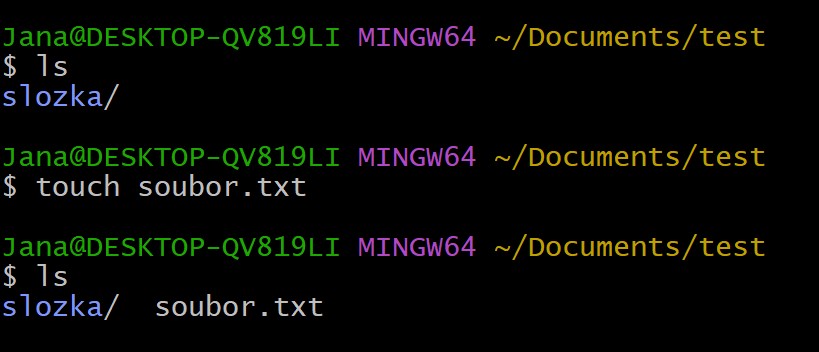 Jana@DESKTOP-QV819LI MINGW64 ~/Documents/test
$ ls
slozka/
Jana@DESKTOP-QV819LI MINGW64 ~/Documents/test
$ touch soubor.txt
Jana@DESKTOP-QV819LI MINGW64 ~/Documents/test
$ ls
slozka/  soubor.txt